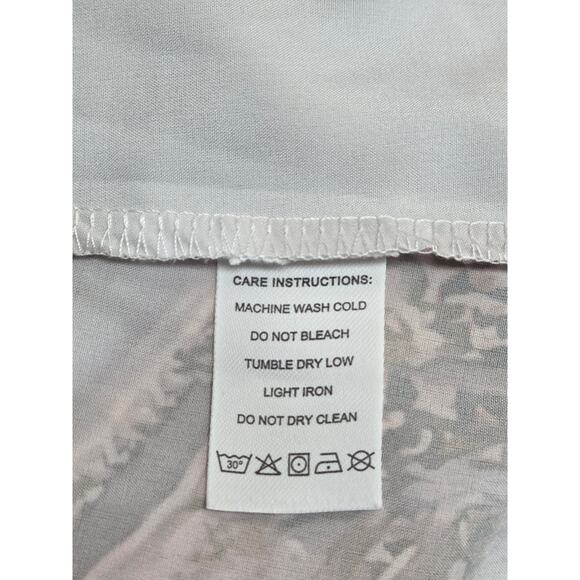 CARE INSTRUCTIONS:
MACHINE WASH COLD
DO NOT BLEACH
TUMBLE DRY LOW
LIGHT IRON
DO NOT DRY CLEAN
30°